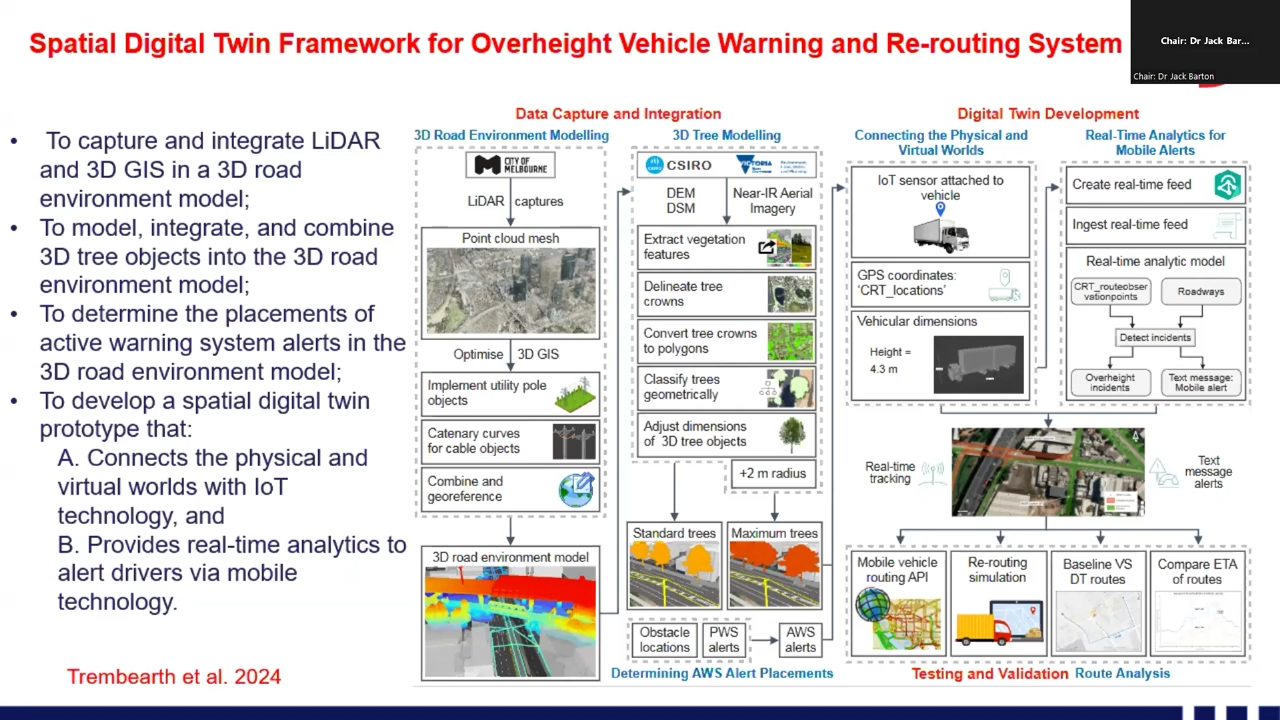 Spatial Digital Twin Framework for Overheight Vehicle Warning and Re-routing System
Chair: Dr Jack Bar...
Chair: Dr Jack Barton
• To capture and integrate LiDAR
and 3D GIS in a 3D road
environment model;
• To model, integrate, and combine
3D tree objects into the 3D road
environment model;
• To determine the placements of
active warning system alerts in the
3D road environment model;
• To develop a spatial digital twin
prototype that:
A. Connects the physical and
virtual worlds with IoT
technology, and
B. Provides real-time analytics to
alert drivers via mobile
technology.
Trembearth et al. 2024
Data Capture and Integration
3D Road Environment Modelling
CITY OF
MELBOURNE
LiDAR captures
Point cloud mesh
Optimise 3D GIS
Implement utility pole
objects
Catenary curves
for cable objects
Combine and
georeference
3D road environment model
3D Tree Modelling
CSIRO
VICTORIA
DEM
DSM
Near-IR Aerial
Imagery
Extract vegetation
features
Delineate tree
crowns
Convert tree crowns
to polygons
Classify trees
geometrically
Adjust dimensions
of 3D tree objects
+2 m radius
Standard trees
Maximum trees
Obstacle
locations
PWS
alerts
AWS
alerts
Determining AWS Alert Placements
Digital Twin Development
Connecting the Physical and
Virtual Worlds
IoT sensor attached to
vehicle
GPS coordinates:
‘CRT_locations’
Vehicular dimensions
Height =
4.3 m
Real-Time Analytics for
Mobile Alerts
Create real-time feed
Ingest real-time feed
Real-time analytic model
CRT_routeobser
vationpoints
Roadways
Detect incidents
Overheight
incidents
Text message:
Mobile alert
Real-time
tracking
Text
message
alerts
Mobile vehicle
routing API
Re-routing
simulation
Baseline VS
DT routes
Compare ETA
of routes
Testing and Validation Route Analysis